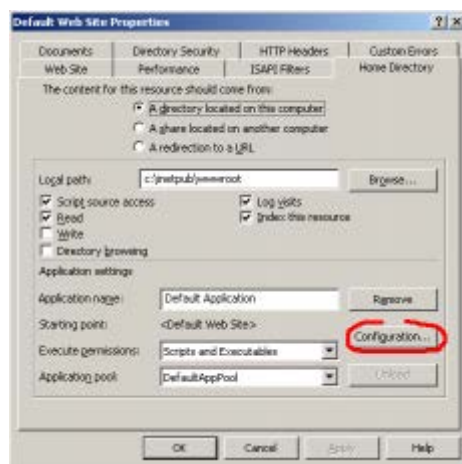 Default Web Site Properties
Documents Directory Security HTTP Headers Custom Errors
Web Site Performance ISAPI Filters Home Directory
The content for this resource should come from:
A directory located on this computer
A share located on another computer
A redirection to a URL
Local path: c:\inetpub\wwwroot Browse...
Script source access Log visits
Read Index this resource
Write
Directory browsing
Application settings
Application name: Default Application Remove
Starting point: <Default Web Site>
Configuration...
Execute permissions: Scripts and Executables
Application pool: DefaultAppPool Unload
OK Cancel Apply Help